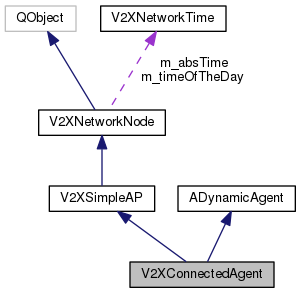 QObject
V2XNetworkTime
m_absTime
m_timeOfTheDay
V2XNetworkNode
V2XSimpleAP
ADynamicAgent
V2XConnectedAgent